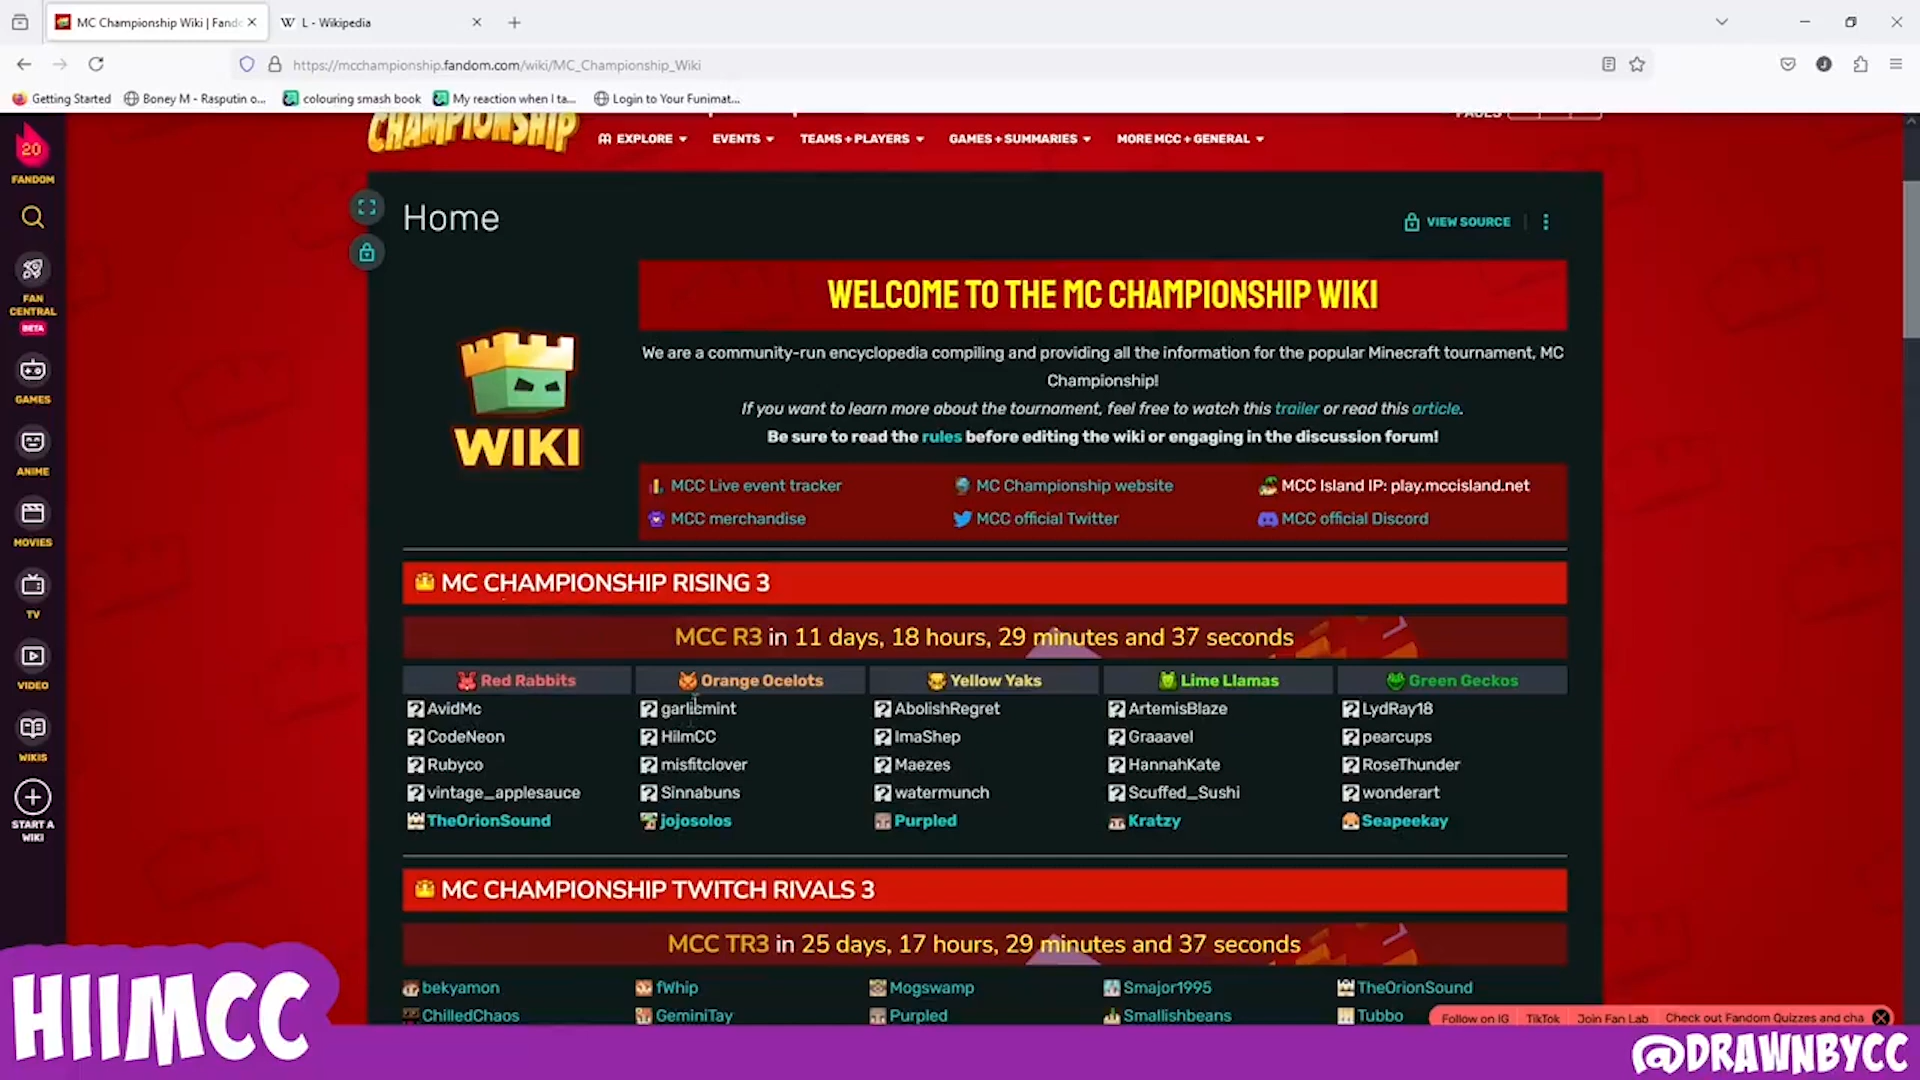 MC Championship Wiki | Fando
L - Wikipedia
https://mcchampionship.fandom.com/wiki/MC_Championship_Wiki
Getting Started
Boney M - Rasputin o...
colouring smash book
My reaction when I ta...
Login to Your Funimat...
CHAMPIONSHIP
EXPLORE
EVENTS
TEAMS + PLAYERS
GAMES + SUMMARIES
MORE MCC + GENERAL
PAGES
20
FANDOM
FAN CENTRAL
BETA
GAMES
ANIME
MOVIES
TV
VIDEO
WIKIS
START A WIKI
Home
VIEW SOURCE
WIKI
WELCOME TO THE MC CHAMPIONSHIP WIKI
We are a community-run encyclopedia compiling and providing all the information for the popular Minecraft tournament, MC
Championship!
If you want to learn more about the tournament, feel free to watch this trailer or read this article.
Be sure to read the rules before editing the wiki or engaging in the discussion forum!
MCC Live event tracker
MC Championship website
MCC Island IP: play.mccisland.net
MCC merchandise
MCC official Twitter
MCC official Discord
MC CHAMPIONSHIP RISING 3
MCC R3 in 11 days, 18 hours, 29 minutes and 37 seconds
Red Rabbits Orange Ocelots Yellow Yaks Lime Llamas Green Geckos
AvidMc garlicmint AbolishRegret ArtemisBlaze LydRay18
CodeNeon HilmCC ImaShep Graaavel pearcups
Rubyco misfitclover Maezes HannahKate RoseThunder
vintage_applesauce Sinnabuns watermunch Scuffed_Sushi wonderart
TheOrionSound jojosolos Purpled Kratzy Seapeekay
MC CHAMPIONSHIP TWITCH RIVALS 3
MCC TR3 in 25 days, 17 hours, 29 minutes and 37 seconds
bekyamon fWhip Mogswamp Smajor1995 TheOrionSound
ChilledChaos GeminiTay Purpled Smallishbeans Tubbo
Follow on IG TikTok Join Fan Lab Check out Fandom Quizzes and cha
HIIMCC
@DRAWNBYCC